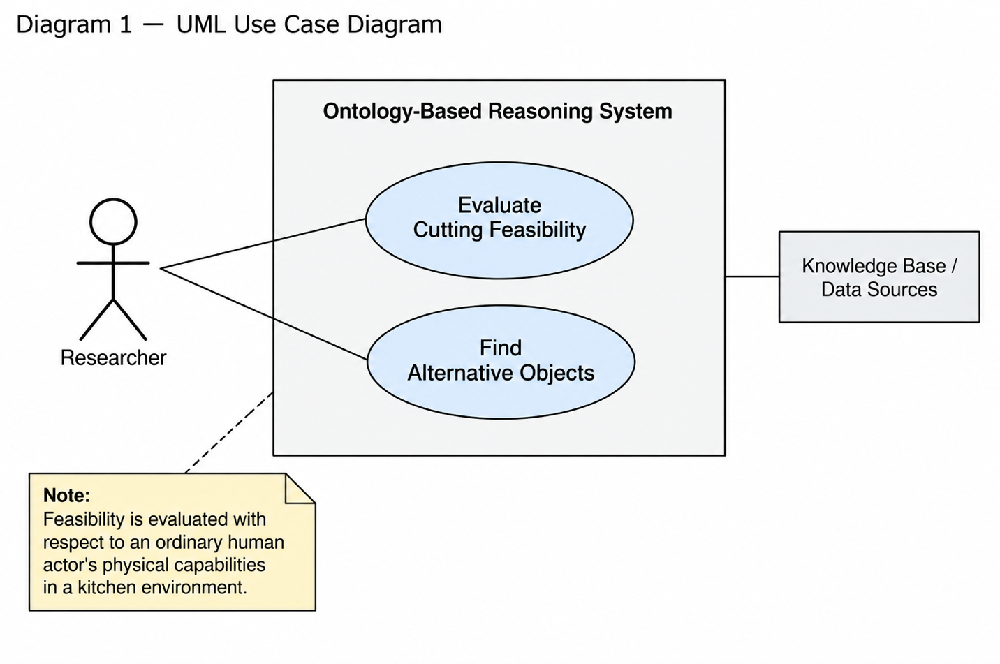 Diagram 1 — UML Use Case Diagram
Ontology-Based Reasoning System
Evaluate
Cutting Feasibility
Find
Alternative Objects
Researcher
Knowledge Base /
Data Sources
Note:
Feasibility is evaluated with
respect to an ordinary human
actor's physical capabilities
in a kitchen environment.